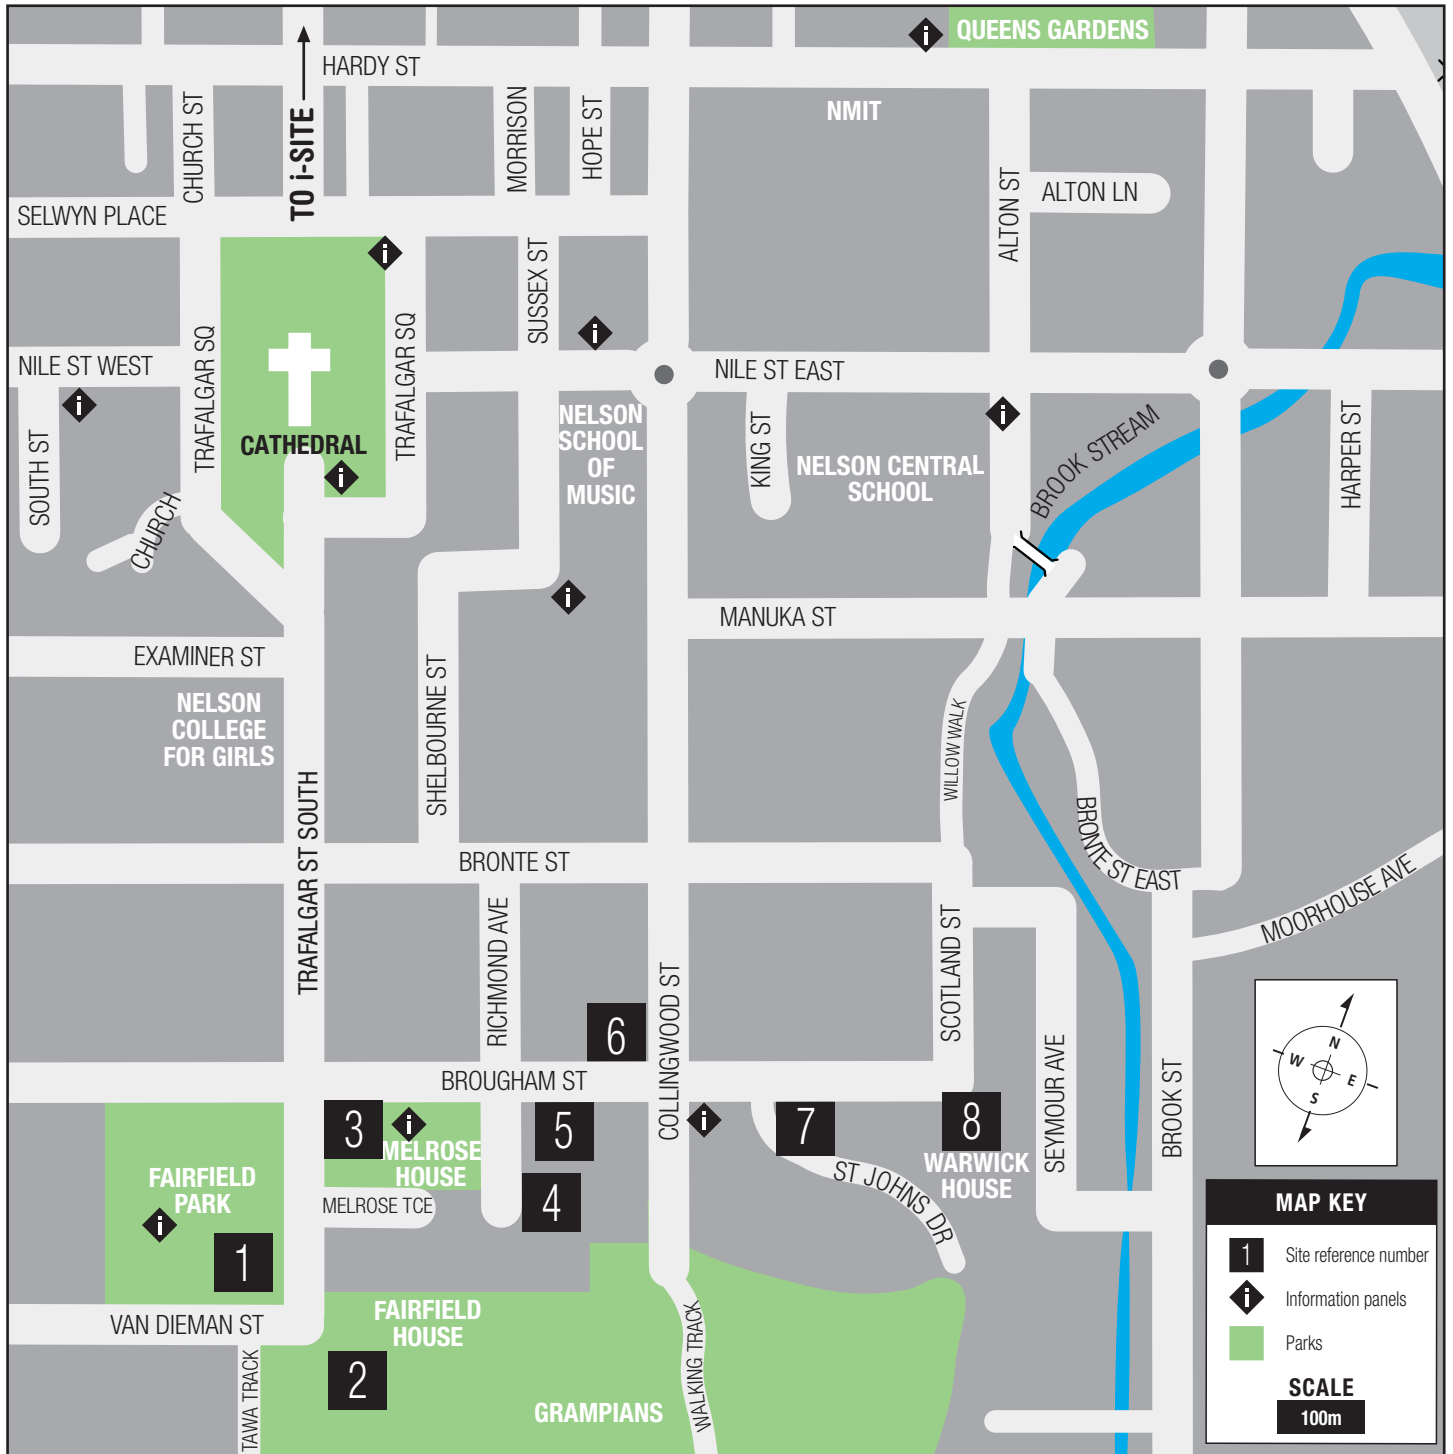 QUEENS GARDENS
HARDY ST
NMIT
CHURCH ST
TO i-SITE
MORRISON
HOPE ST
ALTON ST
ALTON LN
SELWYN PLACE
SUSSEX ST
TRAFALGAR SQ
TRAFALGAR SQ
NILE ST WEST
NILE ST EAST
CATHEDRAL
SOUTH ST
CHURCH
NELSON
SCHOOL
OF
MUSIC
KING ST
NELSON CENTRAL
SCHOOL
BROOK STREAM
HARPER ST
MANUKA ST
EXAMINER ST
NELSON
COLLEGE
FOR GIRLS
SHELBOURNE ST
WILLOW WALK
TRAFALGAR ST SOUTH
BRONTE ST
BRONTE ST EAST
MOORHOUSE AVE
RICHMOND AVE
COLLINGWOOD ST
SCOTLAND ST
SEYMOUR AVE
BROOK ST
6
BROUGHAM ST
3
MELROSE
HOUSE
5
7
8
WARWICK
HOUSE
FAIRFIELD
PARK
4
MELROSE TCE
ST JOHNS DR
1
VAN DIEMAN ST
FAIRFIELD
HOUSE
2
TAWA TRACK
GRAMPIANS
WALKING TRACK
N
W
E
S
MAP KEY
1 Site reference number
i Information panels
Parks
SCALE
100m
i
i
i
i
i
i
i
i
i
i